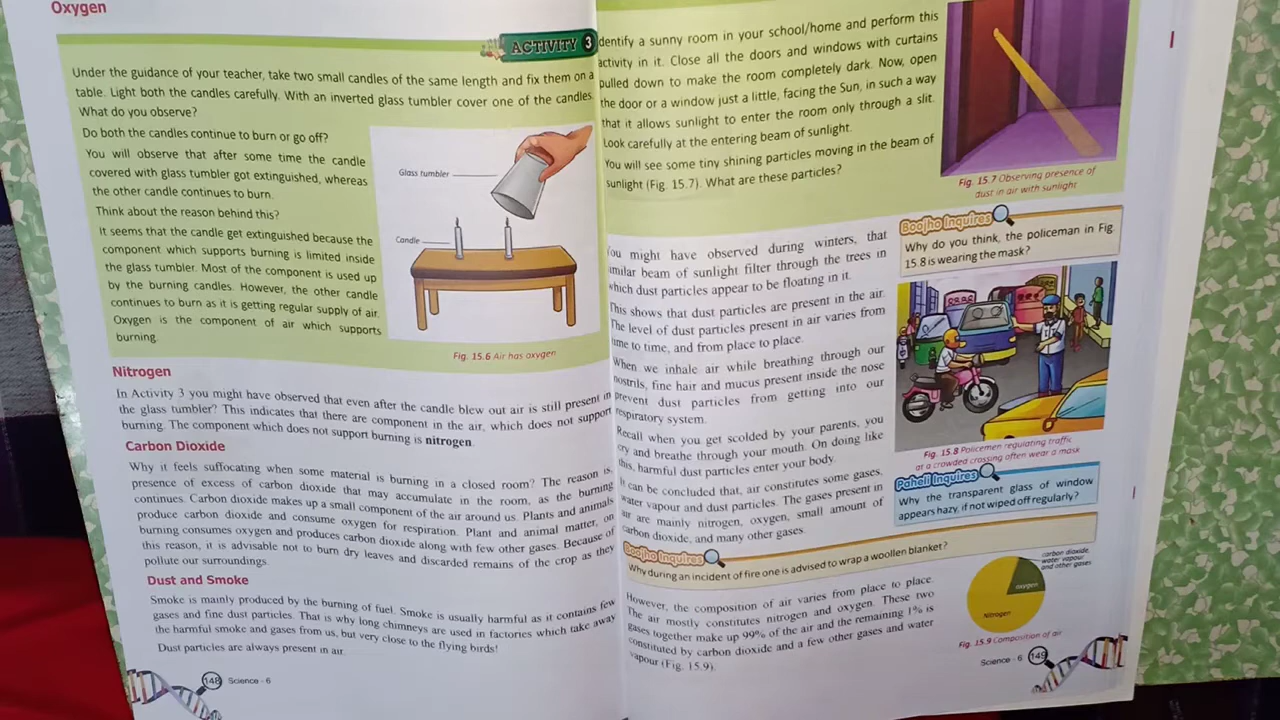 Oxygen
ACTIVITY 3
Under the guidance of your teacher, take two small candles of the same length and fix them on a
table. Light both the candles carefully. With an inverted glass tumbler cover one of the candles.
What do you observe?
Do both the candles continue to burn or go off?
You will observe that after some time the candle
covered with glass tumbler got extinguished, whereas
the other candle continues to burn.
Think about the reason behind this?
It seems that the candle get extinguished because the
component which supports burning is limited inside
the glass tumbler. Most of the component is used up
by the burning candles. However, the other candle
continues to burn as it is getting regular supply of air.
Oxygen is the component of air which supports
burning.
Glass tumbler
Candle
Fig. 15.6 Air has oxygen
Nitrogen
In Activity 3 you might have observed that even after the candle blew out air is still present in
the glass tumbler? This indicates that there are component in the air, which does not support
burning. The component which does not support burning is nitrogen.
Carbon Dioxide
Why it feels suffocating when some material is burning in a closed room? The reason is,
presence of excess of carbon dioxide that may accumulate in the room, as the burning
continues. Carbon dioxide makes up a small component of the air around us. Plants and animals
produce carbon dioxide and consume oxygen for respiration. Plant and animal matter, on
burning consumes oxygen and produces carbon dioxide along with few other gases. Because of
this reason, it is advisable not to burn dry leaves and discarded remains of the crop as they
pollute our surroundings.
Dust and Smoke
Smoke is mainly produced by the burning of fuel. Smoke is usually harmful as it contains few
gases and fine dust particles. That is why long chimneys are used in factories which take away
the harmful smoke and gases from us, but very close to the flying birds!
Dust particles are always present in air.
148 Science - 6
dentify a sunny room in your school/home and perform this
activity in it. Close all the doors and windows with curtains
pulled down to make the room completely dark. Now, open
the door or a window just a little, facing the Sun, in such a way
that it allows sunlight to enter the room only through a slit.
Look carefully at the entering beam of sunlight.
You will see some tiny shining particles moving in the beam of
sunlight (Fig. 15.7). What are these particles?
Fig. 15.7 Observing presence of
dust in air with sunlight
You might have observed during winters, that
imilar beam of sunlight filter through the trees in
which dust particles appear to be floating in it.
This shows that dust particles are present in the air.
The level of dust particles present in air varies from
time to time, and from place to place.
When we inhale air while breathing through our
nostrils, fine hair and mucus present inside the nose
prevent dust particles from getting into our
respiratory system.
Recall when you get scolded by your parents, you
cry and breathe through your mouth. On doing like
this, harmful dust particles enter your body.
It can be concluded that, air constitutes some gases,
water vapour and dust particles. The gases present in
air are mainly nitrogen, oxygen, small amount of
carbon dioxide, and many other gases.
Boojho Inquires
Why do you think, the policeman in Fig.
15.8 is wearing the mask?
Fig. 15.8 Policemen regulating traffic
at a crowded crossing often wear a mask
Paheli Inquires
Why the transparent glass of window
appears hazy, if not wiped off regularly?
Boojho Inquires
Why during an incident of fire one is advised to wrap a woollen blanket?
However, the composition of air varies from place to place.
The air mostly constitutes nitrogen and oxygen. These two
gases together make up 99% of the air and the remaining 1% is
constituted by carbon dioxide and a few other gases and water
vapour (Fig. 15.9).
carbon dioxide,
water vapour
and other gases
oxygen
Nitrogen
Fig. 15.9 Composition of air
Science - 6 149